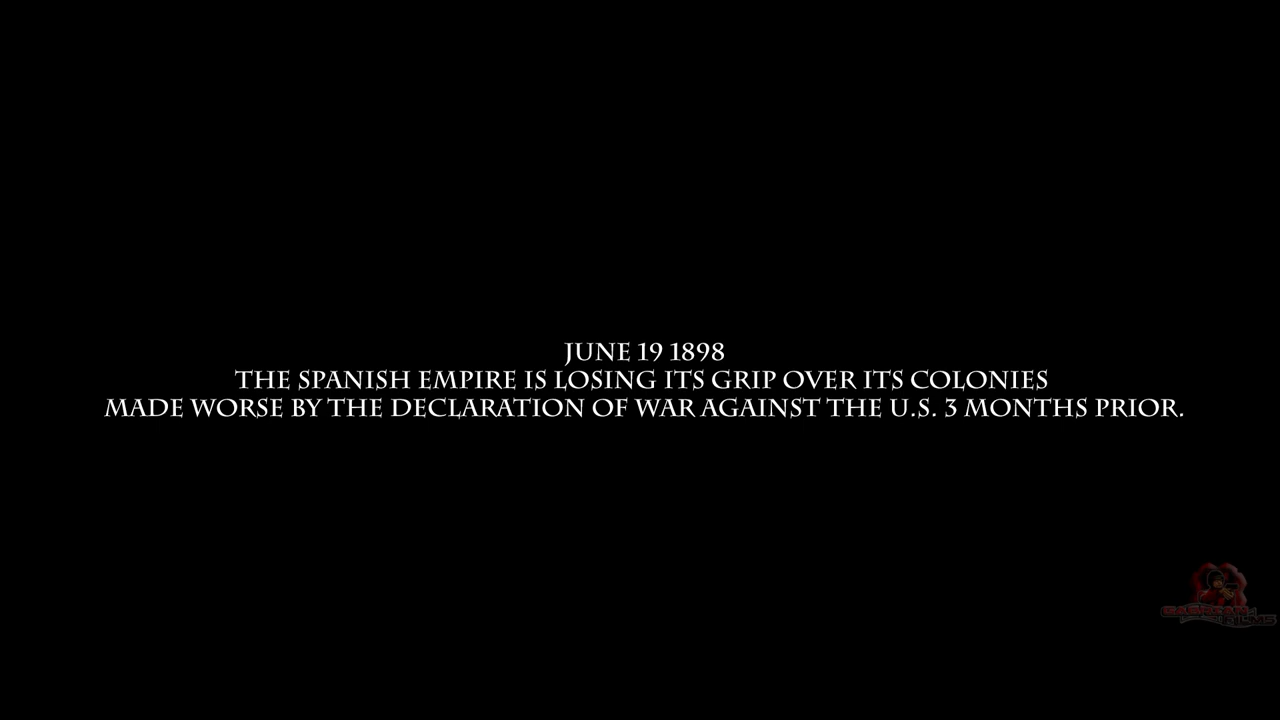 JUNE 19 1898
THE SPANISH EMPIRE IS LOSING ITS GRIP OVER ITS COLONIES
MADE WORSE BY THE DECLARATION OF WAR AGAINST THE U.S. 3 MONTHS PRIOR.
FILMS